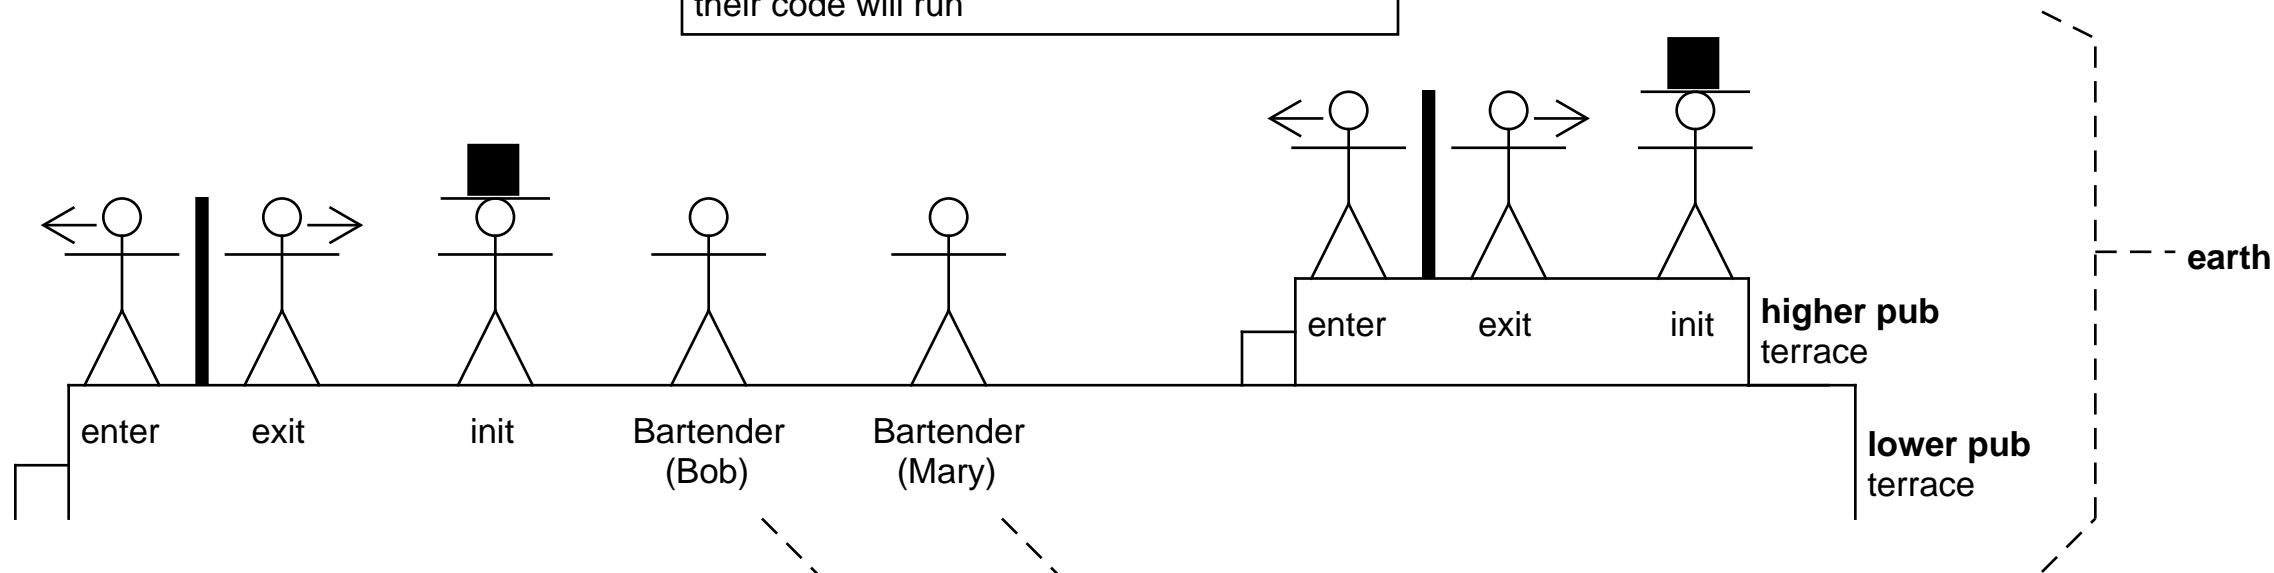 their code will run
earth
enter exit init
higher pub
terrace
enter exit init Bartender Bartender
(Bob) (Mary)
lower pub
terrace